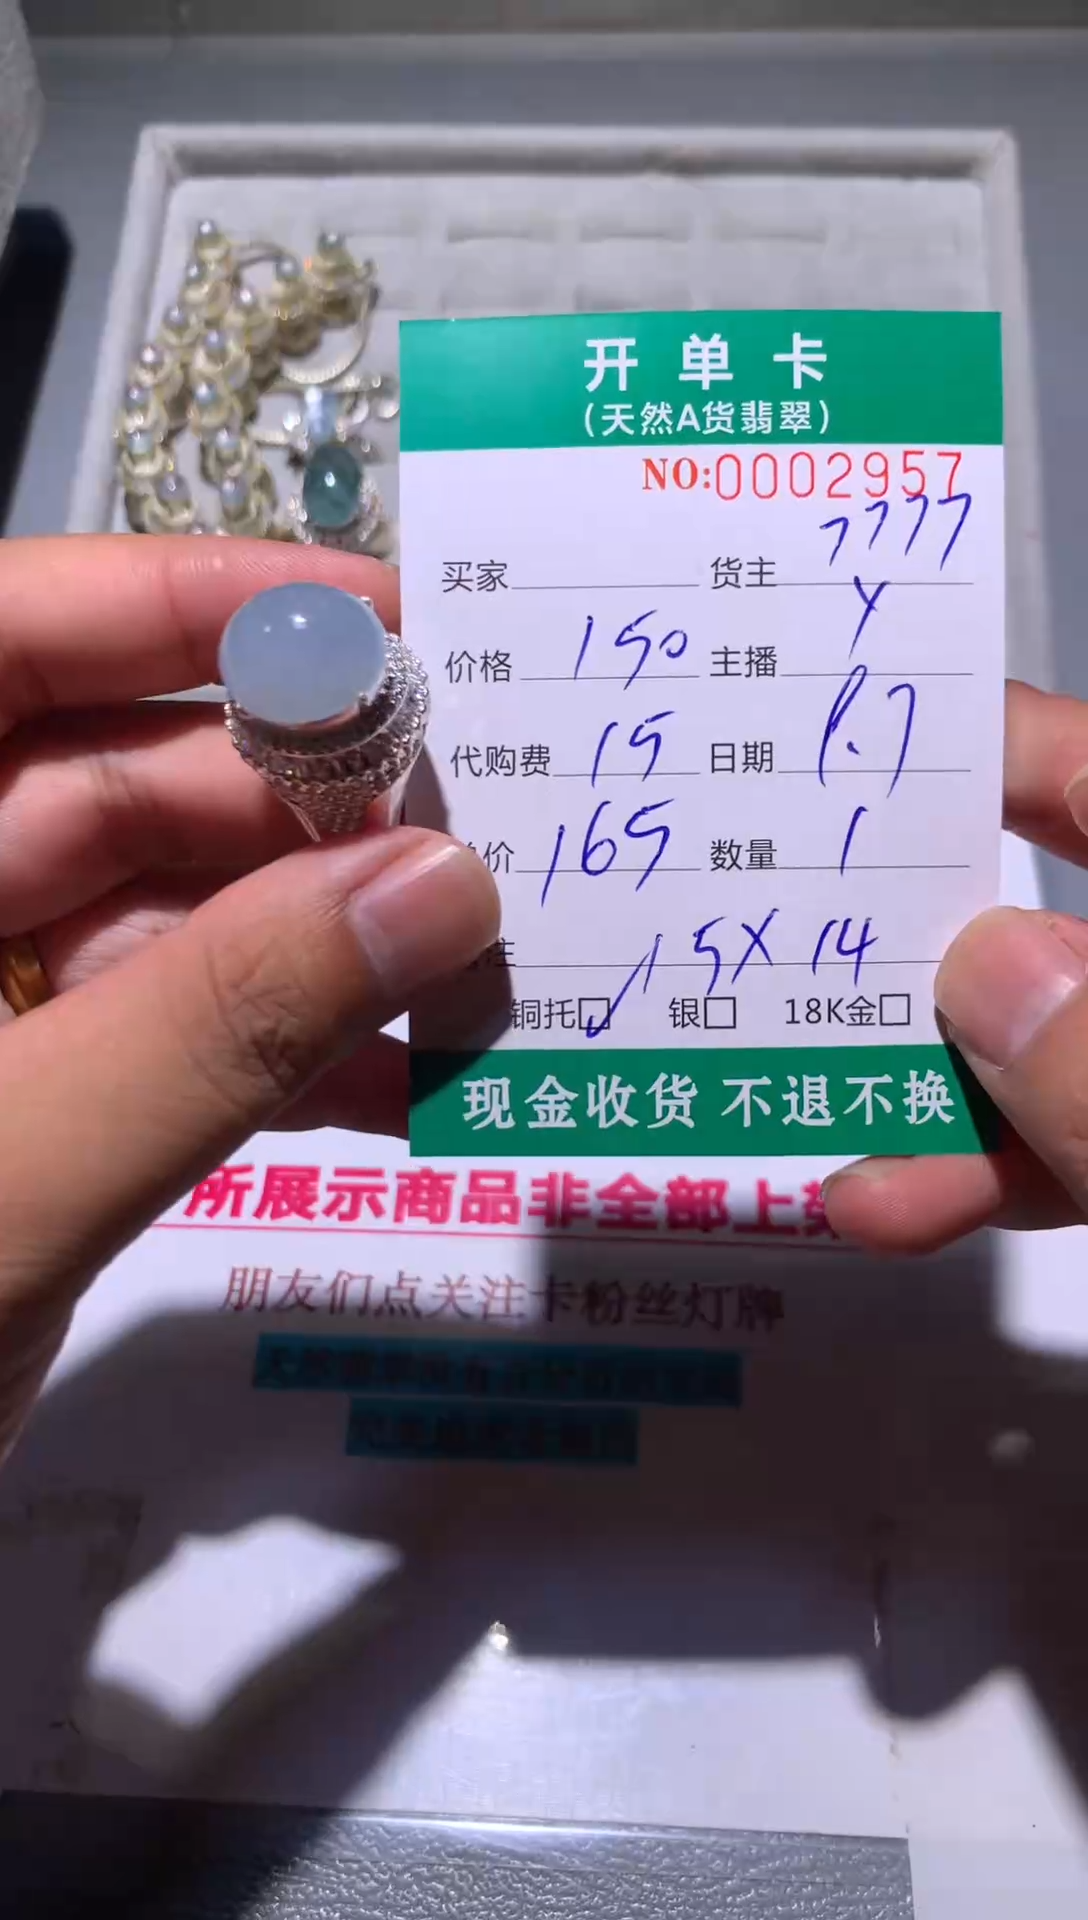 开单卡
(天然A货翡翠)
NO:0002957
买家 货主 7777
价格 150 主播 Y
代购费 15 日期 1.7
价 165 数量 1
注 15X14
铜托☑ 银□ 18K金□
现金收货 不退不换
所展示商品非全部上
朋友们点关注卡粉丝灯牌